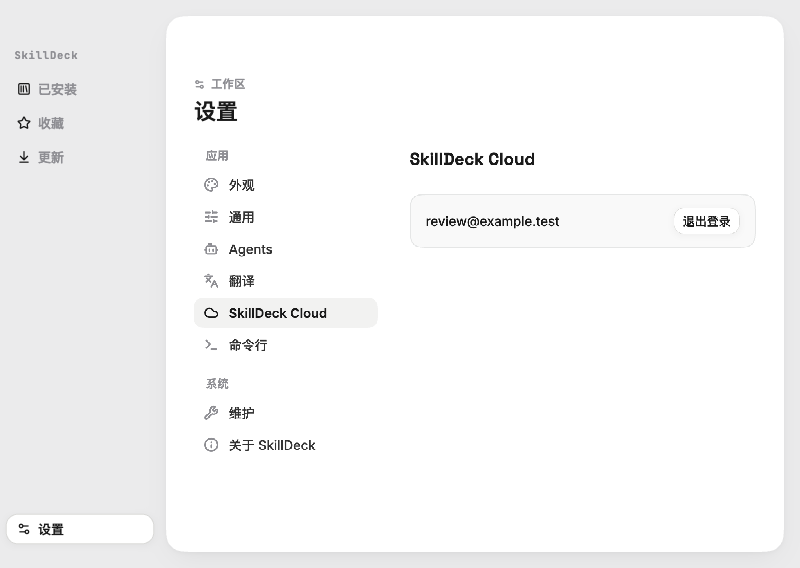 SkillDeck
已安装
收藏
更新
设置
工作区
设置
应用
外观
通用
Agents
翻译
SkillDeck Cloud
命令行
系统
维护
关于 SkillDeck
SkillDeck Cloud
review@example.test 退出登录